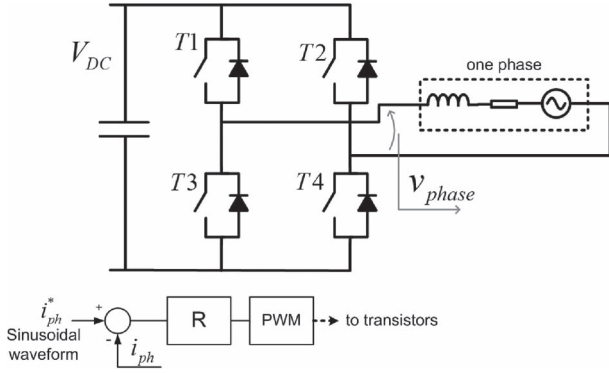 V_DC
T1
T2
one phase
T3
T4
v_phase
i*_ph
+
Sinusoidal
waveform
-
i_ph
R
PWM
to transistors